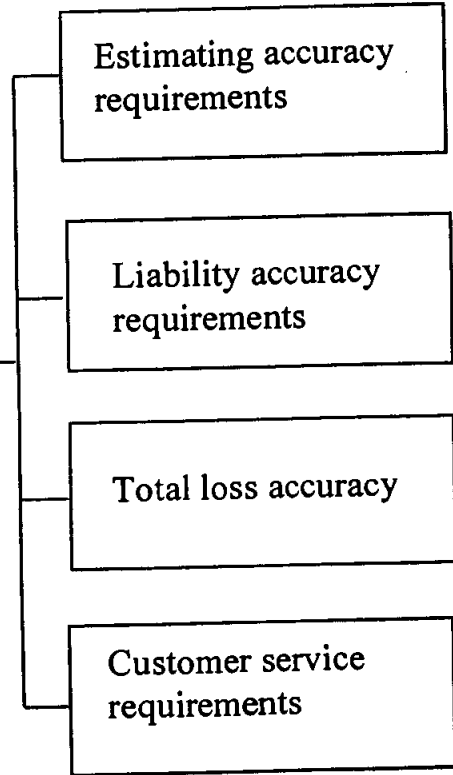 Estimating accuracy
requirements
Liability accuracy
requirements
Total loss accuracy
Customer service
requirements